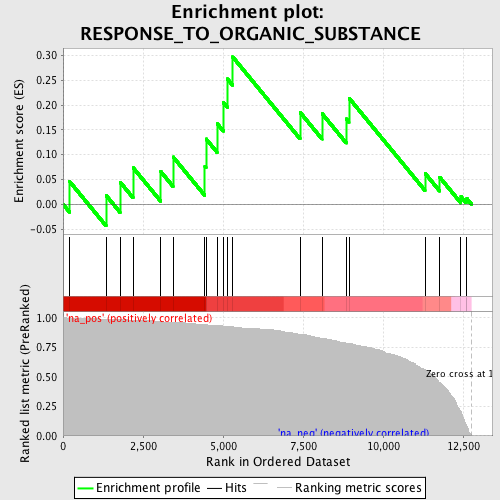 Enrichment plot:
RESPONSE_TO_ORGANIC_SUBSTANCE
Enrichment score (ES)
0.30
0.25
0.20
0.15
0.10
0.05
0.00
-0.05
'na_pos' (positively correlated)
Ranked list metric (PreRanked)
1.00
0.75
0.50
0.25
0.00
Zero cross at 1
'na_neg' (negatively correlated)
0
2,500
5,000
7,500
10,000
12,500
Rank in Ordered Dataset
Enrichment profile
Hits
Ranking metric scores